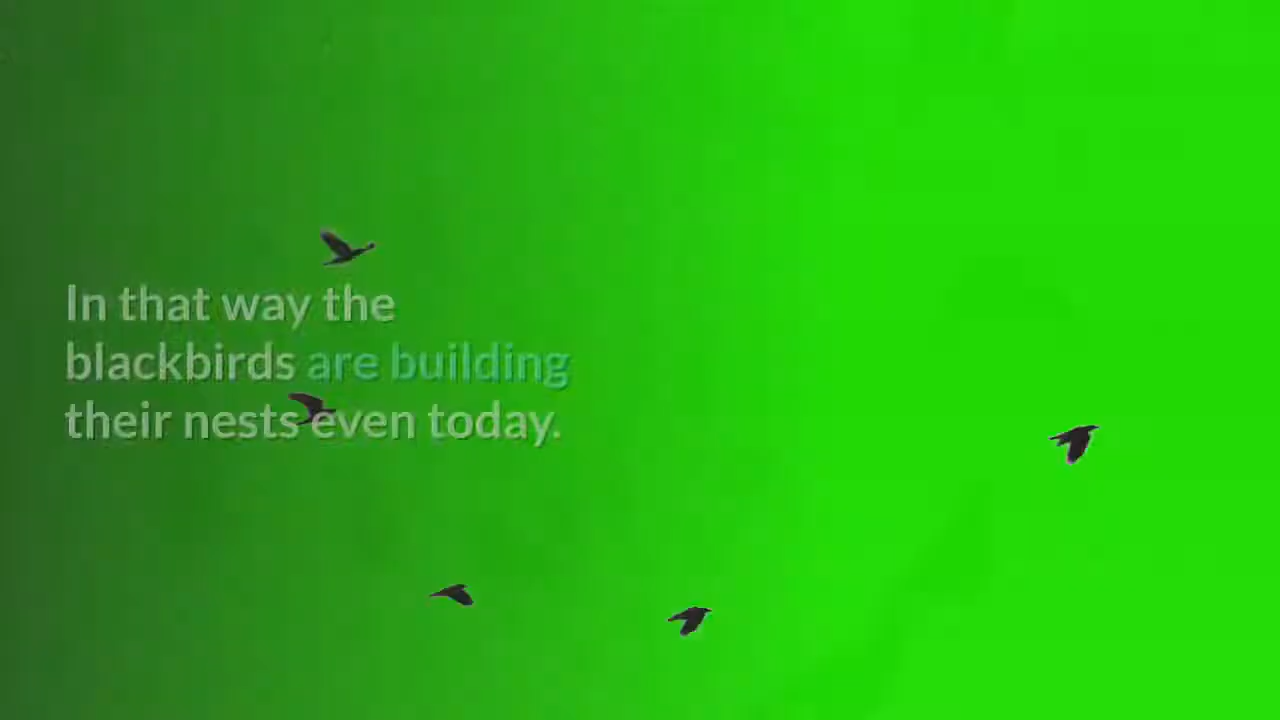 In that way the
blackbirds are building
their nests even today.